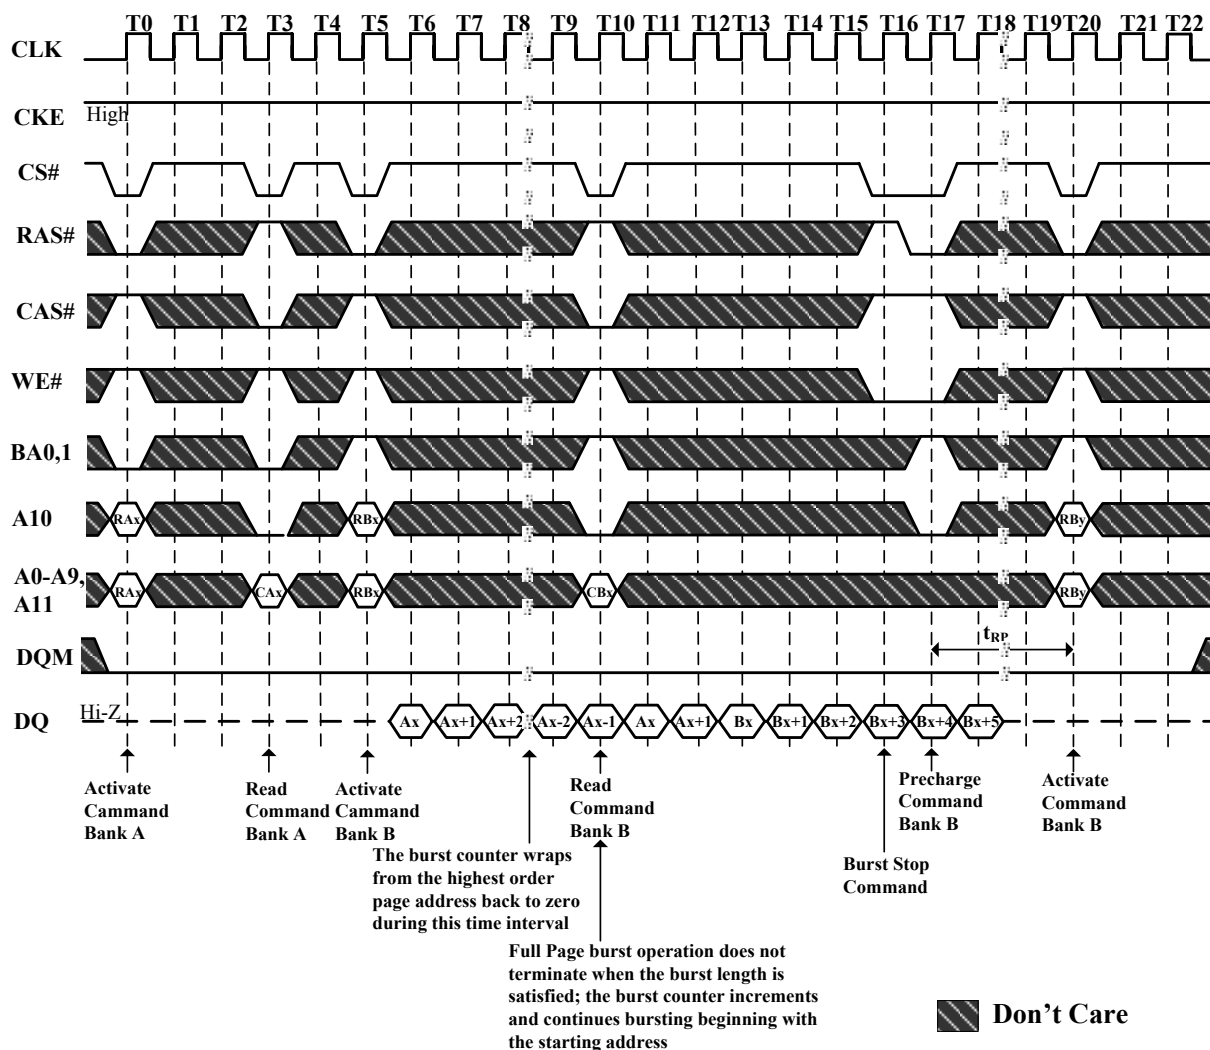 T0 T1 T2 T3 T4 T5 T6 T7 T8 T9 T10 T11 T12 T13 T14 T15 T16 T17 T18 T19 T20 T21 T22
CLK
CKE High
CS#
RAS#
CAS#
WE#
BA0,1
A10 RAx RBx RBy
A0-A9,
A11
RAx CAx RBx CBx RBy
tRP
DQM
DQ Hi-Z Ax Ax+1 Ax+2 Ax-2 Ax-1 Ax Ax+1 Bx Bx+1 Bx+2 Bx+3 Bx+4 Bx+5
Activate
Cammand
Bank A
Read
Command
Bank A
Activate
Cammand
Bank B
The burst counter wraps
from the highest order
page address back to zero
during this time interval
Read
Command
Bank B
Full Page burst operation does not
terminate when the burst length is
satisfied; the burst counter increments
and continues bursting beginning with
the starting address
Burst Stop
Command
Precharge
Command
Bank B
Activate
Command
Bank B
Don't Care